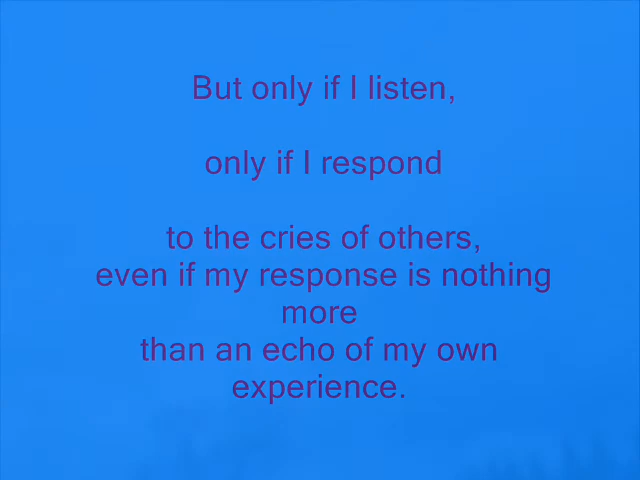 But only if I listen,
only if I respond
to the cries of others,
even if my response is nothing
more
than an echo of my own
experience.